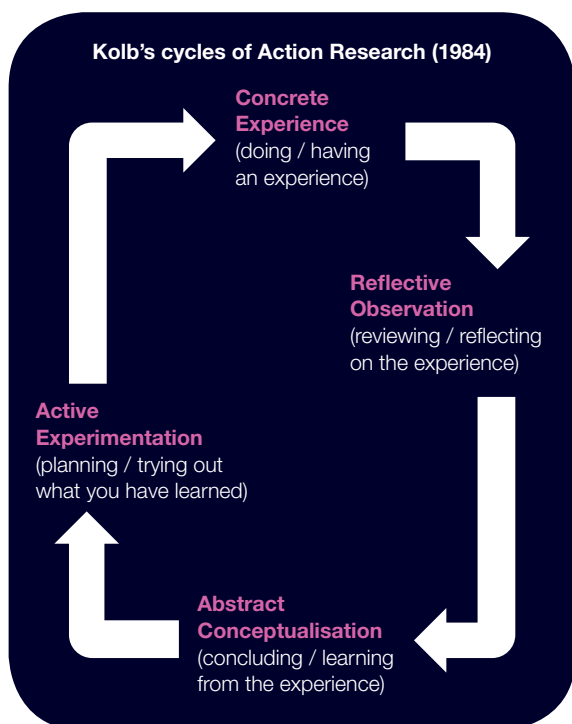 Kolb’s cycles of Action Research (1984)
Concrete
Experience
(doing / having
an experience)
Reflective
Observation
(reviewing / reflecting
on the experience)
Active
Experimentation
(planning / trying out
what you have learned)
Abstract
Conceptualisation
(concluding / learning
from the experience)